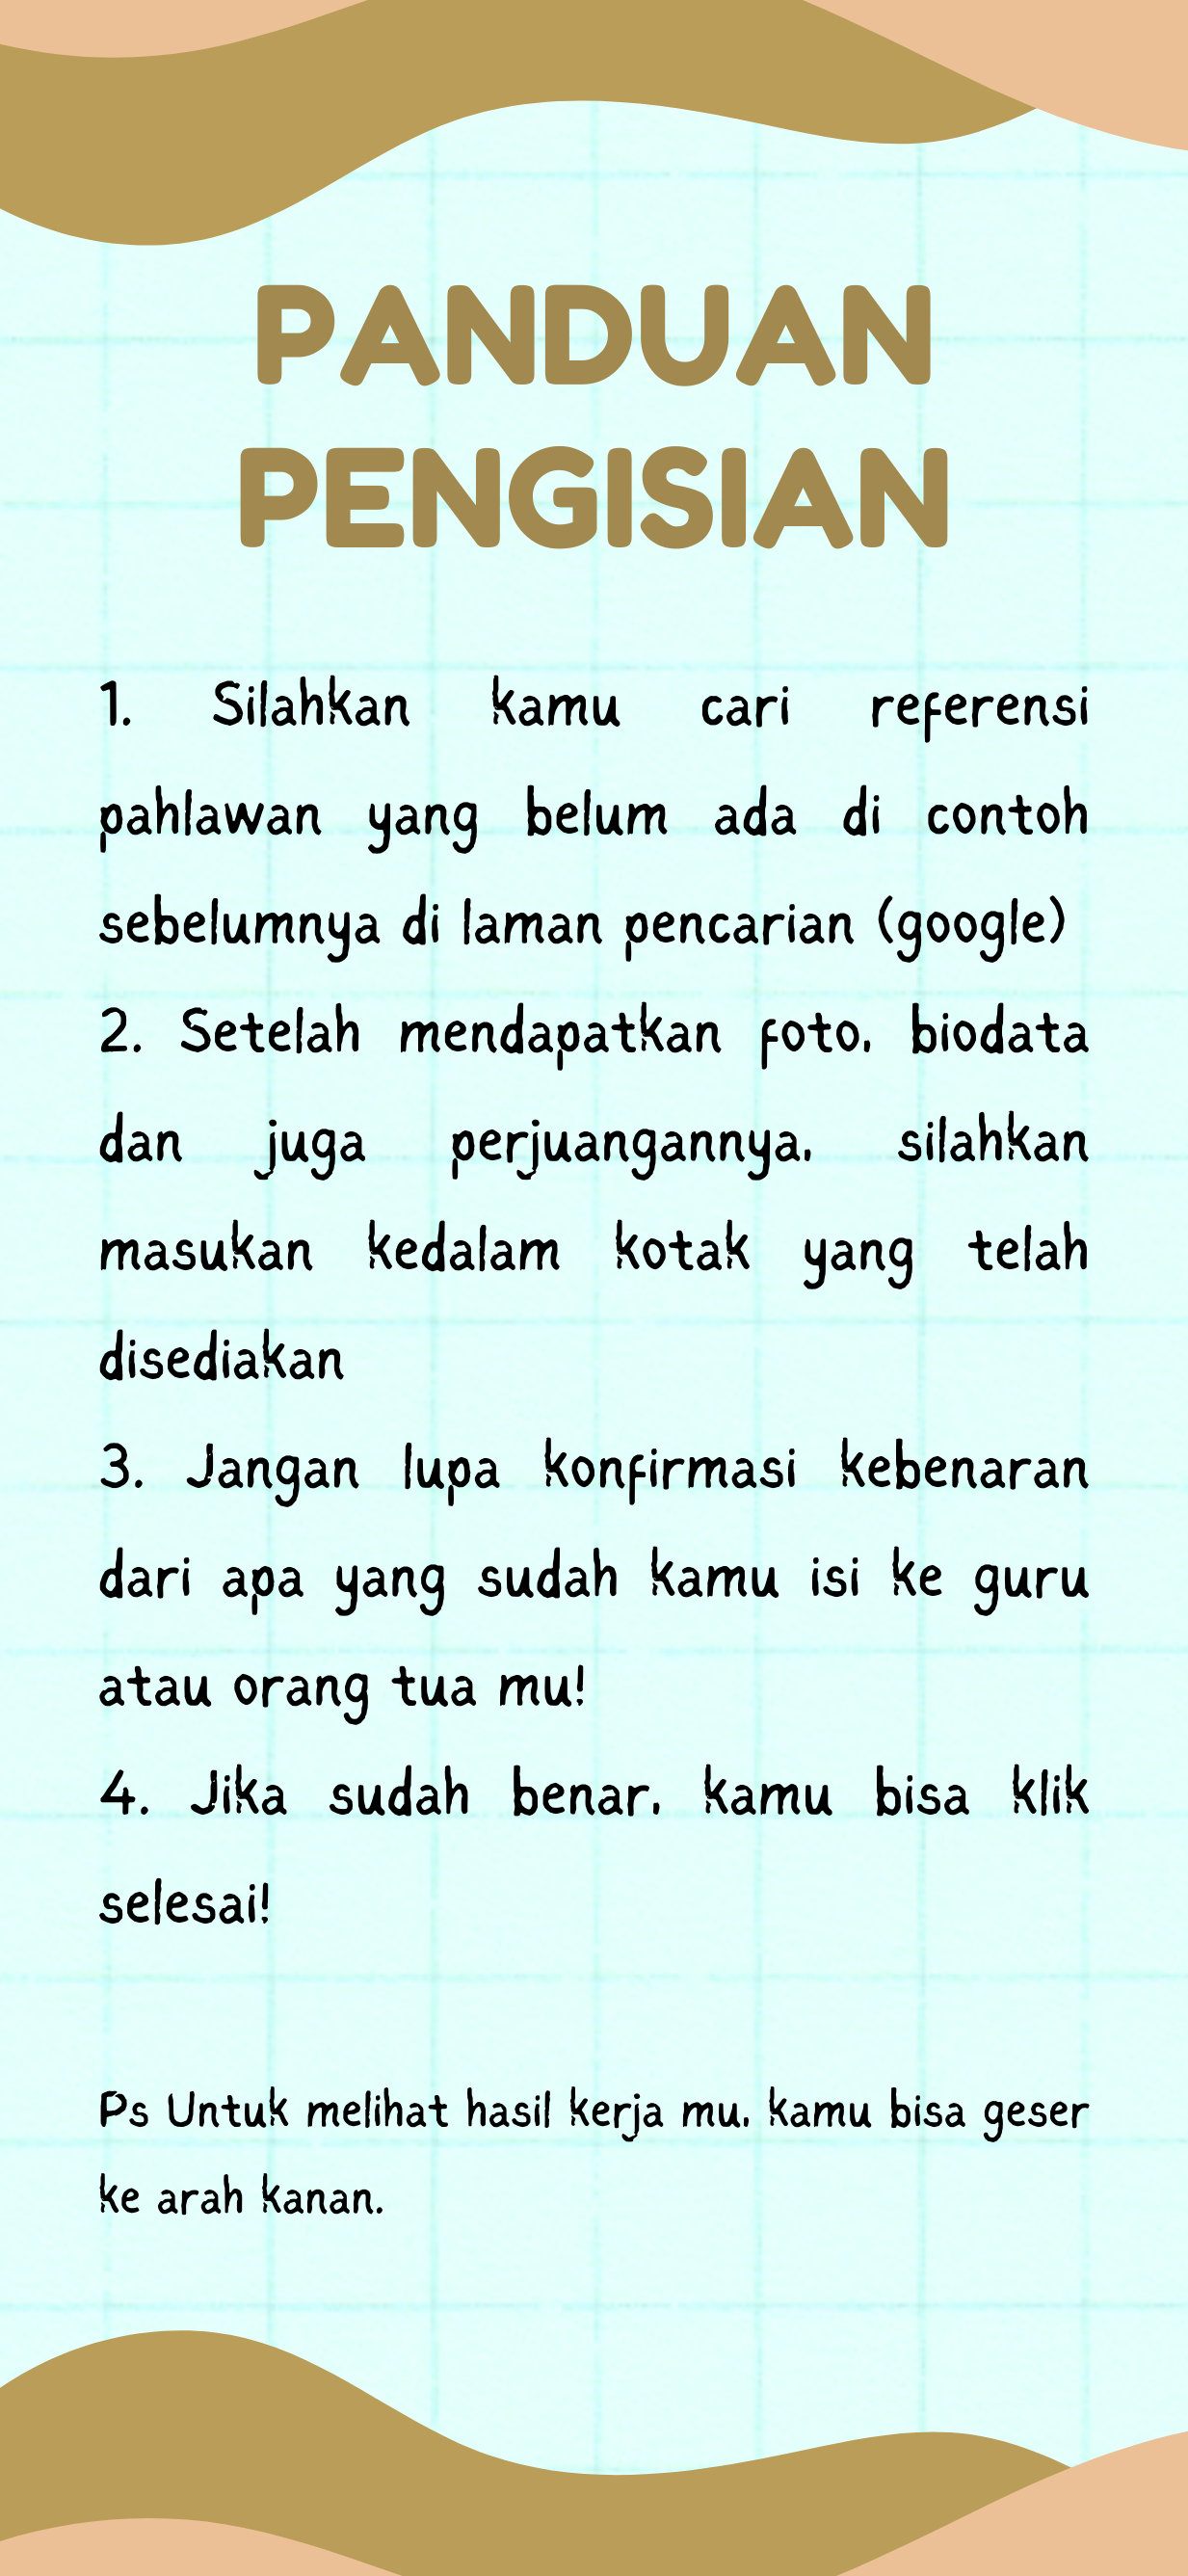 PANDUAN
PENGISIAN
1. Silahkan kamu cari referensi
pahlawan yang belum ada di contoh
sebelumnya di laman pencarian (google)
2. Setelah mendapatkan foto, biodata
dan juga perjuangannya, silahkan
masukan kedalam kotak yang telah
disediakan
3. Jangan lupa konfirmasi kebenaran
dari apa yang sudah kamu isi ke guru
atau orang tua mu!
4. Jika sudah benar, kamu bisa klik
selesai!
Ps Untuk melihat hasil kerja mu, kamu bisa geser
ke arah kanan.